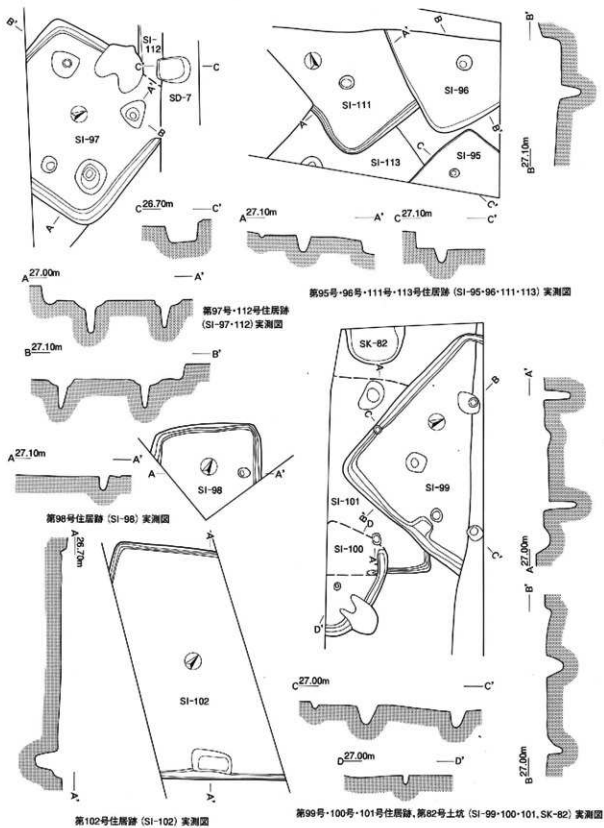 B'
SI-
112
C
C
A'
SD-7
B
SI-97
A
C 26.70m
C'
A 27.00m
A'
第97号・112号住居跡
(SI-97・112) 実測図
B 27.10m
B'
A 27.10m
A'
A
A'
SI-98
第98号住居跡 (SI-98) 実測図
B
A'
SI-111
SI-96
A
B'
C
SI-95
SI-113
C'
B'
B 27.10m
A 27.10m
A'
C 27.10m
C'
第95号・96号・111号・113号住居跡 (SI-95・96・111・113) 実測図
SK-82
A
C
B
SI-99
SI-101
B
D
SI-100
A'
C'
D'
A'
A 27.00m
B'
B 27.00m
C 27.00m
C'
D 27.00m
D'
第99号・100号・101号住居跡、第82号土坑 (SI-99・100・101、SK-82) 実測図
A 26.70m
A'
A
SI-102
A'
第102号住居跡 (SI-102) 実測図